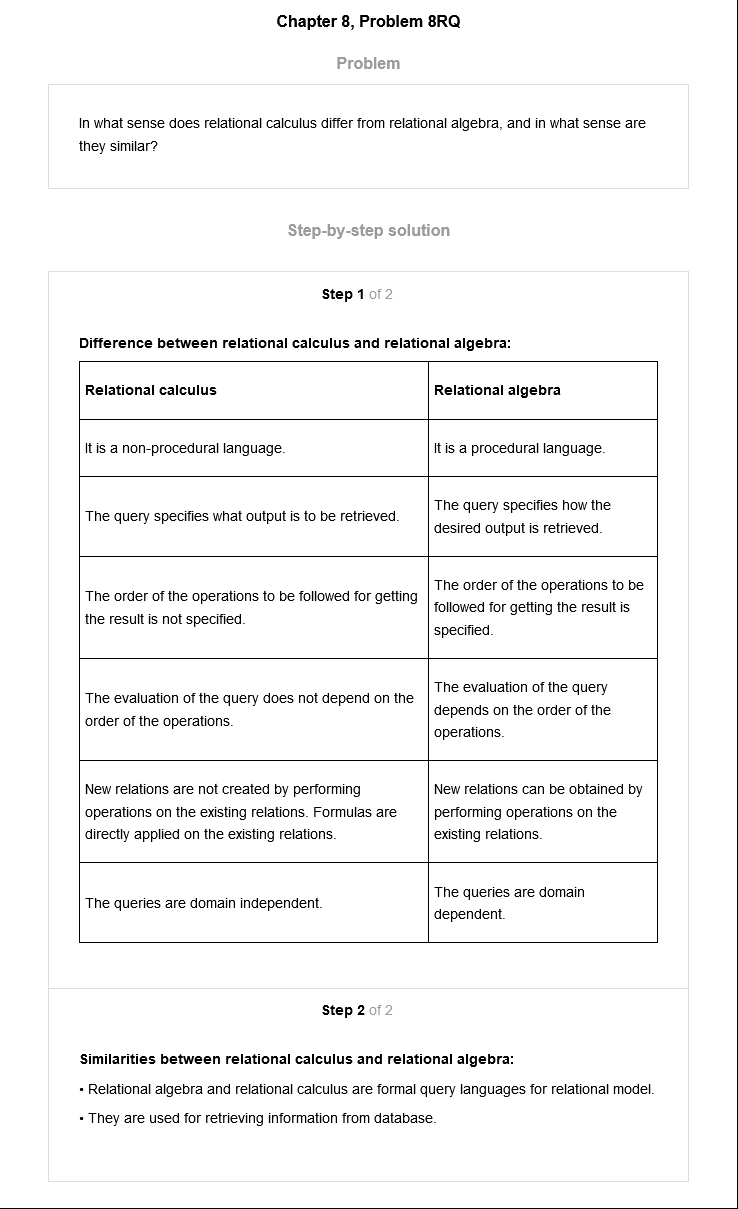 Chapter 8, Problem 8RQ
Problem
In what sense does relational calculus differ from relational algebra, and in what sense are
they similar?
Step-by-step solution
Step 1 of 2
Difference between relational calculus and relational algebra:
Relational calculus
Relational algebra
It is a non-procedural language.
It is a procedural language.
The query specifies what output is to be retrieved.
The query specifies how the
desired output is retrieved.
The order of the operations to be followed for getting
the result is not specified.
The order of the operations to be
followed for getting the result is
specified.
The evaluation of the query does not depend on the
order of the operations.
The evaluation of the query
depends on the order of the
operations.
New relations are not created by performing
operations on the existing relations. Formulas are
directly applied on the existing relations.
New relations can be obtained by
performing operations on the
existing relations.
The queries are domain independent.
The queries are domain
dependent.
Step 2 of 2
Similarities between relational calculus and relational algebra:
• Relational algebra and relational calculus are formal query languages for relational model.
• They are used for retrieving information from database.